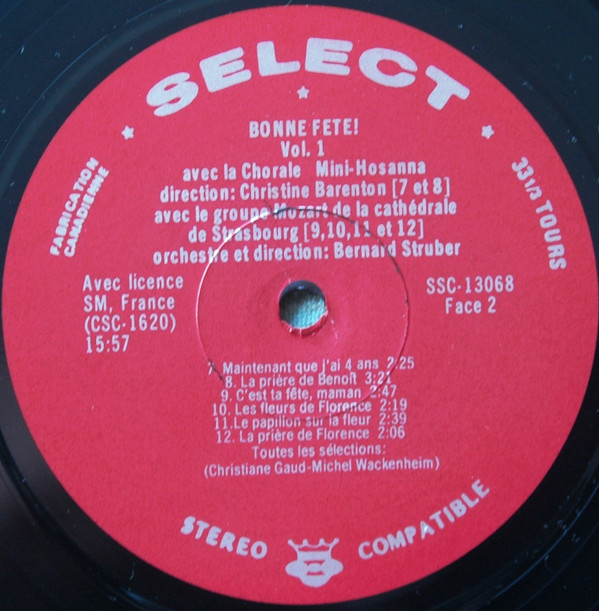 SELECT
BONNE FETE!
Vol. 1
avec la Chorale Mini-Hosanna
direction: Christine Barenton [7 et 8]
avec le groupe Mozart de la cathédrale
de Strasbourg [9,10,11 et 12]
orchestre et direction: Bernard Struber
FABRICATION
CANADIENNE
33 1/3 TOURS
Avec licence
SM, France
(CSC-1620)
15:57
SSC-13068
Face 2
7. Maintenant que j'ai 4 ans 2:25
8. La prière de Benoît 3:21
9. C'est ta fête, maman 2:47
10. Les fleurs de Florence 2:19
11.Le papillon sur la fleur 2:39
12. La prière de Florence 2:06
Toutes les sélections:
(Christiane Gaud-Michel Wackenheim)
STEREO COMPATIBLE